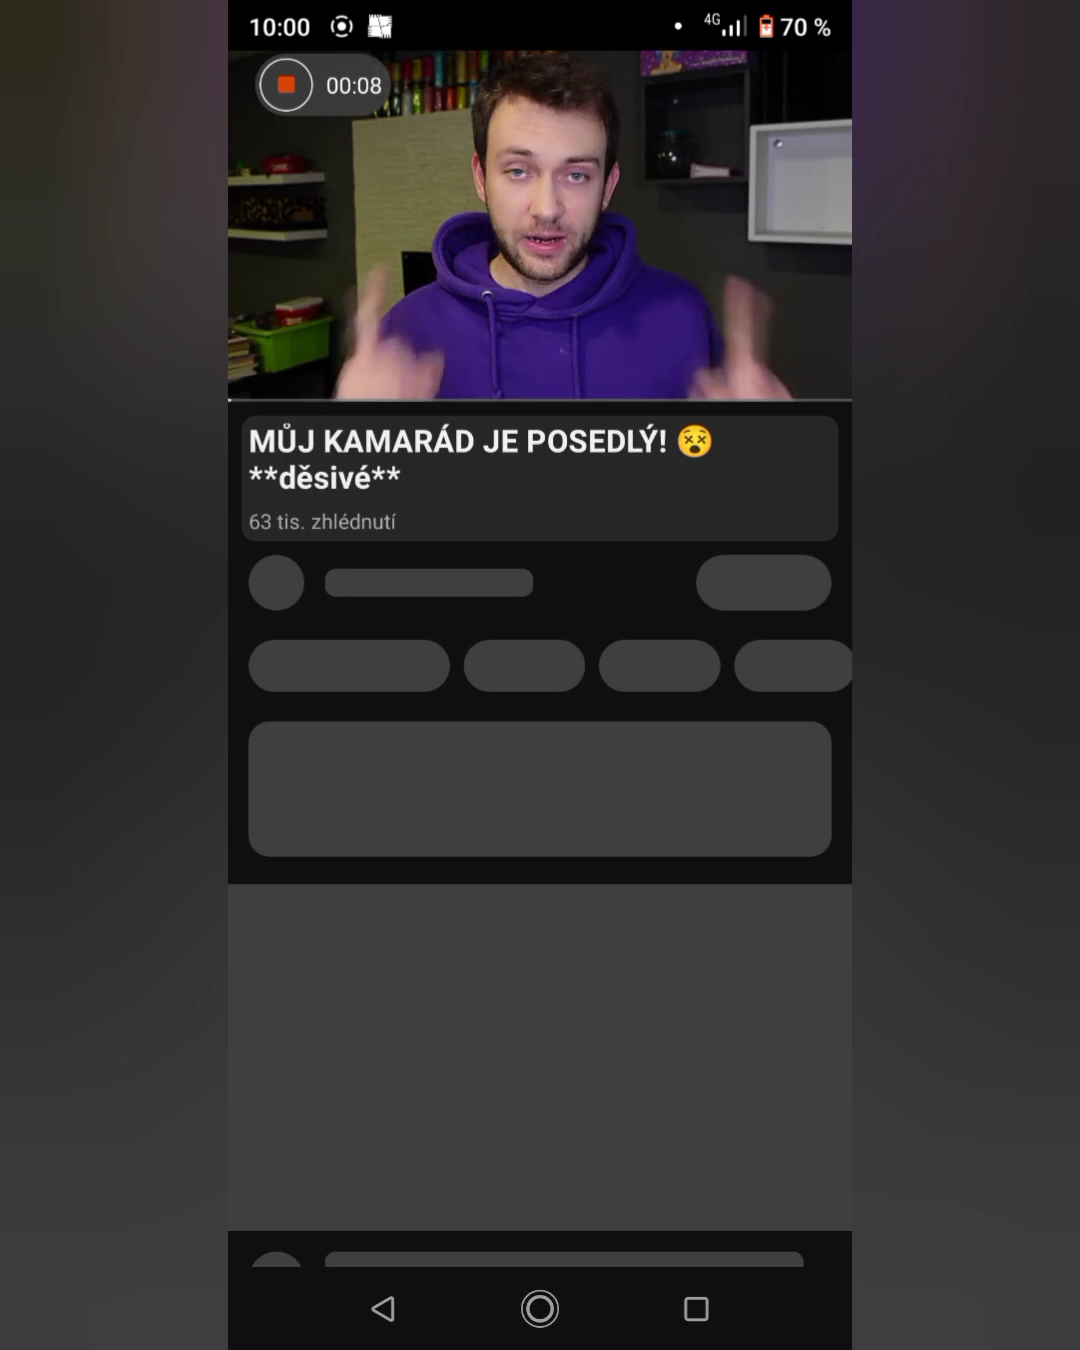 10:00
4G
70 %
00:08
MŮJ KAMARÁD JE POSEDLÝ! 😵
**děsivé**
63 tis. zhlédnutí